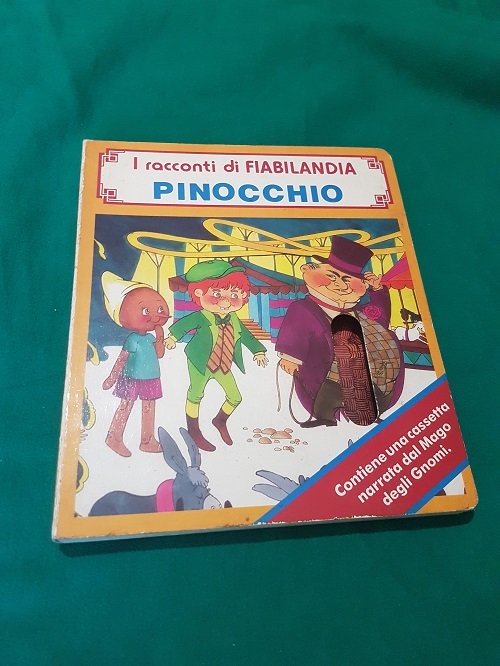 I racconti di FIABILANDIA
PINOCCHIO
Contiene una cassetta
narrata dal Mago
degli Gnomi.